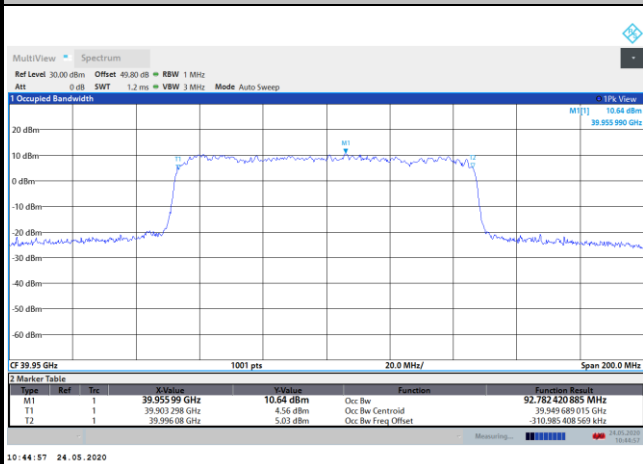 MultiView Spectrum
Ref Level 30.00 dBm Offset 49.80 dB RBW 1 MHz
Att 0 dB SWT 1.2 ms VBW 3 MHz Mode Auto Sweep
1 Occupied Bandwidth 1Pk View
M1[1] 10.64 dBm
39.955 990 GHz
20 dBm
M1
10 dBm
T1
T2
0 dBm
-10 dBm
-20 dBm
-30 dBm
-40 dBm
-50 dBm
-60 dBm
CF 39.95 GHz 1001 pts 20.0 MHz/ Span 200.0 MHz
2 Marker Table
Type Ref Trc X-Value Y-Value Function Function Result
M1 1 39.955 99 GHz 10.64 dBm Occ Bw 92.782 420 885 MHz
T1 1 39.903 298 GHz 4.56 dBm Occ Bw Centroid 39.949 689 015 GHz
T2 1 39.996 08 GHz 5.03 dBm Occ Bw Freq Offset -310.985 408 569 kHz
Measuring... 24.05.2020
10:44:57
10:44:57 24.05.2020